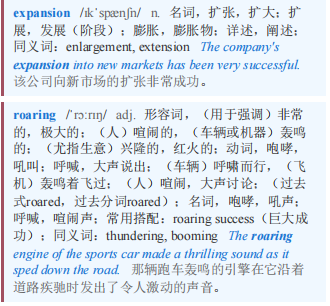 expansion /ɪkˈspænʃn/ n. 名词，扩张，扩大；扩
展，发展（阶段）；膨胀，膨胀物；详述，阐述；
同义词：enlargement, extension The company's
expansion into new markets has been very successful.
该公司向新市场的扩张非常成功。
roaring /ˈrɔːrɪŋ/ adj. 形容词，（用于强调）非常
的，极大的；（人）喧闹的，（车辆或机器）轰鸣
的；（尤指生意）兴隆的，红火的；动词，咆哮，
吼叫；呼喊，大声说出；（车辆）呼啸而行，（飞
机）轰鸣着飞过；（人）喧闹，大声讨论；（过去
式roared，过去分词roared）；名词，咆哮，吼声；
呼喊，喧闹声；常用搭配：roaring success（巨大成
功）；同义词：thundering, booming The roaring
engine of the sports car made a thrilling sound as it
sped down the road. 那辆跑车轰鸣的引擎在它沿着
道路疾驰时发出了令人激动的声音。